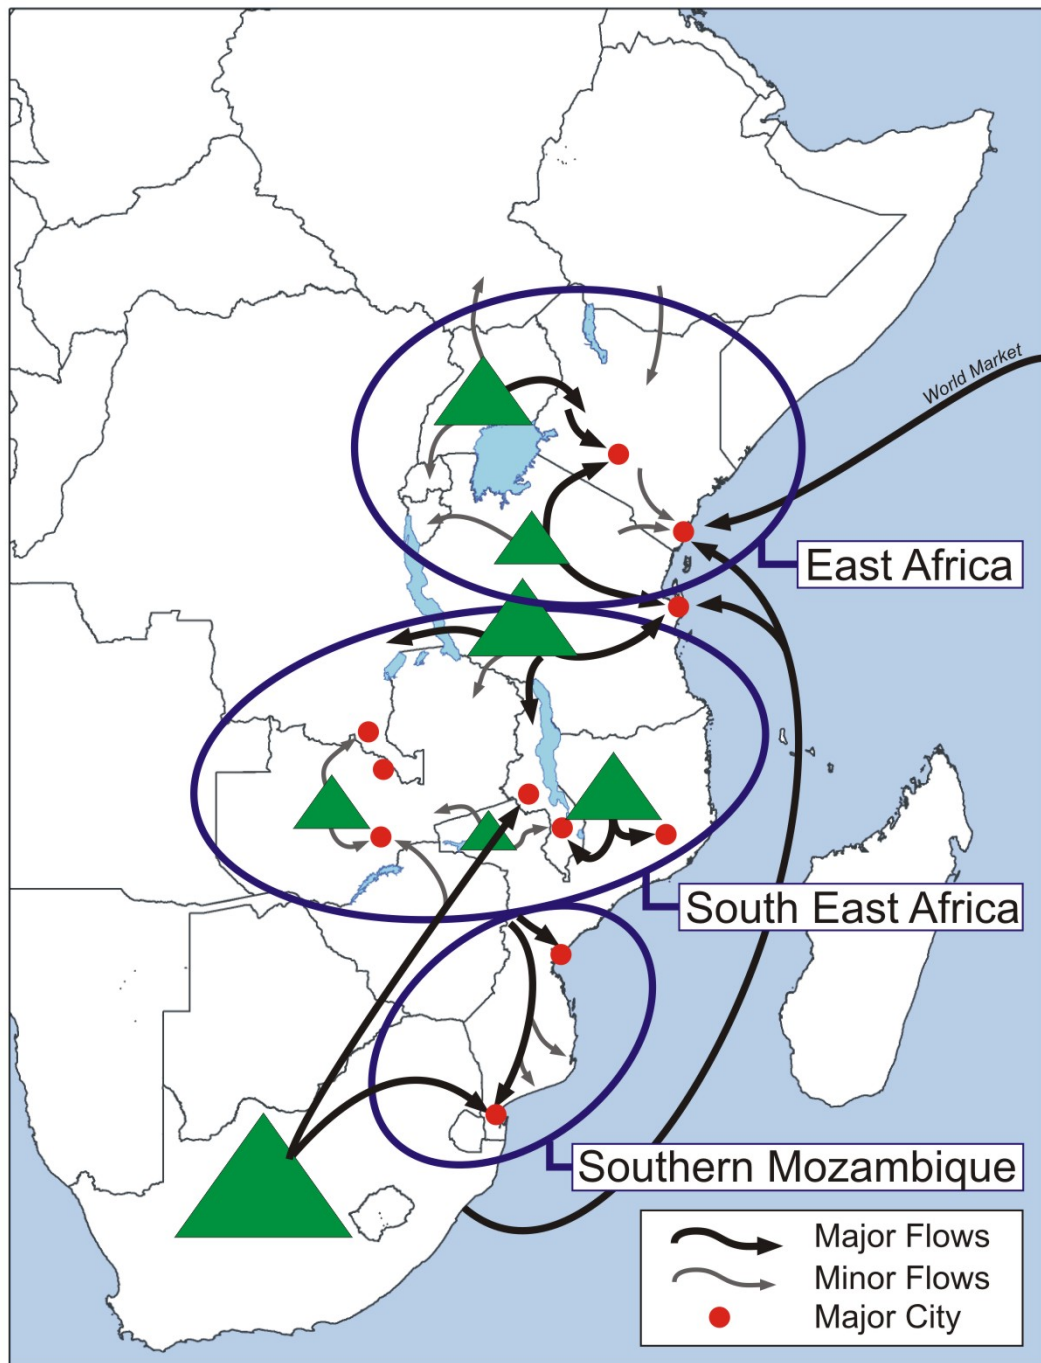 World Market
East Africa
South East Africa
Southern Mozambique
Major Flows
Minor Flows
Major City